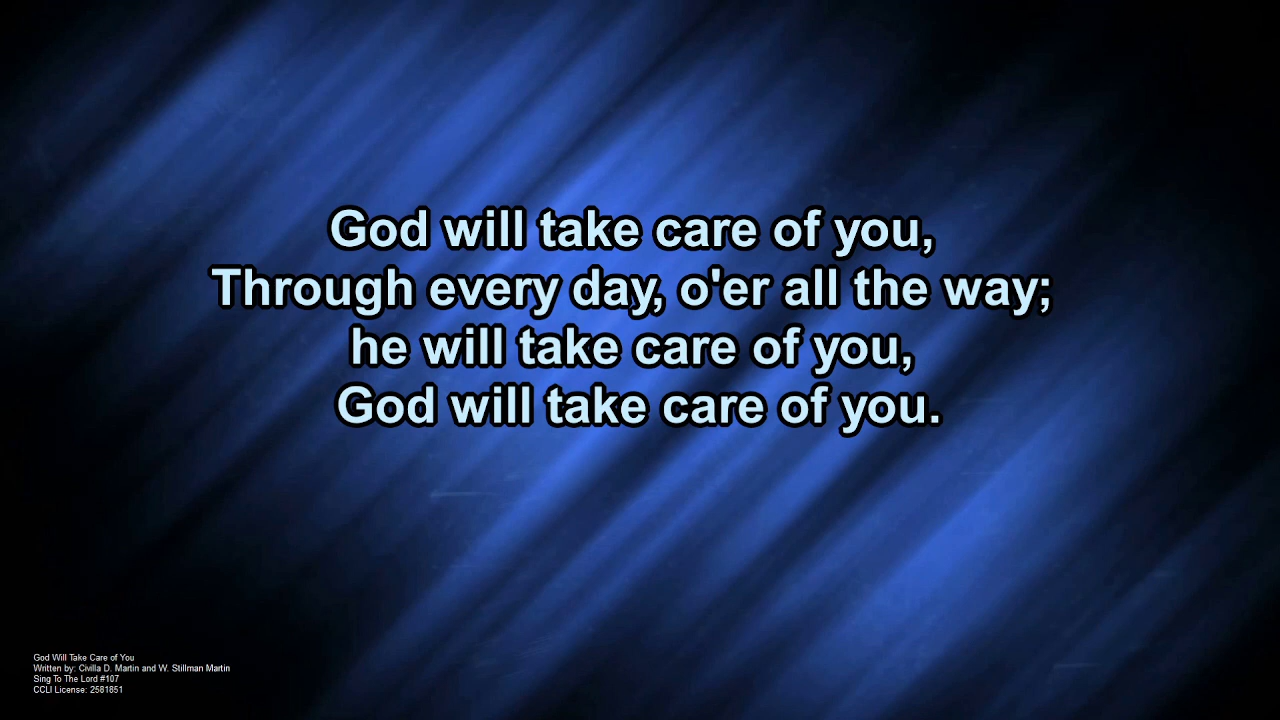 God will take care of you,
Through every day, o'er all the way;
he will take care of you,
God will take care of you.
God Will Take Care of You
Written by: Civilla D. Martin and W. Stillman Martin
Sing To The Lord #107
CCLI License: 2581851